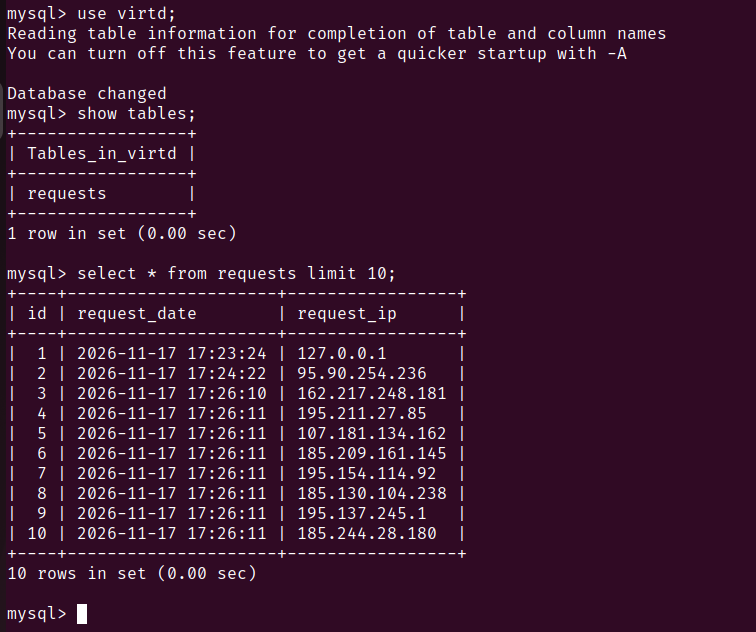 mysql> use virtd;
Reading table information for completion of table and column names
You can turn off this feature to get a quicker startup with -A
Database changed
mysql> show tables;
+-----------------+
| Tables_in_virtd |
+-----------------+
| requests        |
+-----------------+
1 row in set (0.00 sec)
mysql> select * from requests limit 10;
+----+---------------------+-----------------+
| id | request_date        | request_ip      |
+----+---------------------+-----------------+
|  1 | 2026-11-17 17:23:24 | 127.0.0.1       |
|  2 | 2026-11-17 17:24:22 | 95.90.254.236   |
|  3 | 2026-11-17 17:26:10 | 162.217.248.181 |
|  4 | 2026-11-17 17:26:11 | 195.211.27.85   |
|  5 | 2026-11-17 17:26:11 | 107.181.134.162 |
|  6 | 2026-11-17 17:26:11 | 185.209.161.145 |
|  7 | 2026-11-17 17:26:11 | 195.154.114.92  |
|  8 | 2026-11-17 17:26:11 | 185.130.104.238 |
|  9 | 2026-11-17 17:26:11 | 195.137.245.1   |
| 10 | 2026-11-17 17:26:11 | 185.244.28.180  |
+----+---------------------+-----------------+
10 rows in set (0.00 sec)
mysql>